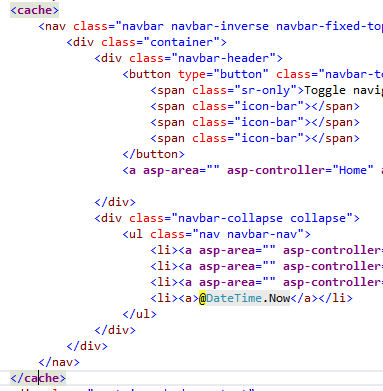 <cache>
<nav class="navbar navbar-inverse navbar-fixed-top
<div class="container">
<div class="navbar-header">
<button type="button" class="navbar-to
<span class="sr-only">Toggle navig
<span class="icon-bar"></span>
<span class="icon-bar"></span>
<span class="icon-bar"></span>
</button>
<a asp-area="" asp-controller="Home" a
</div>
<div class="navbar-collapse collapse">
<ul class="nav navbar-nav">
<li><a asp-area="" asp-controller=
<li><a asp-area="" asp-controller=
<li><a asp-area="" asp-controller=
<li><a>@DateTime.Now</a></li>
</ul>
</div>
</div>
</nav>
</cache>